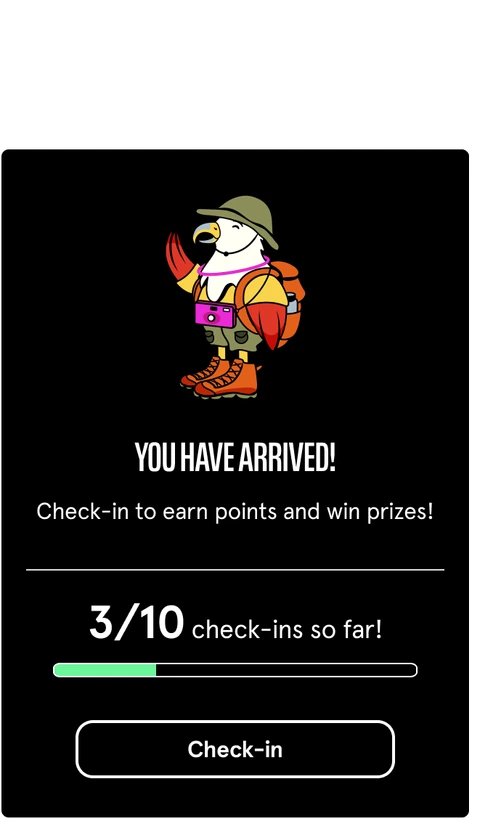 YOU HAVE ARRIVED!
Check-in to earn points and win prizes!
3/10 check-ins so far!
Check-in